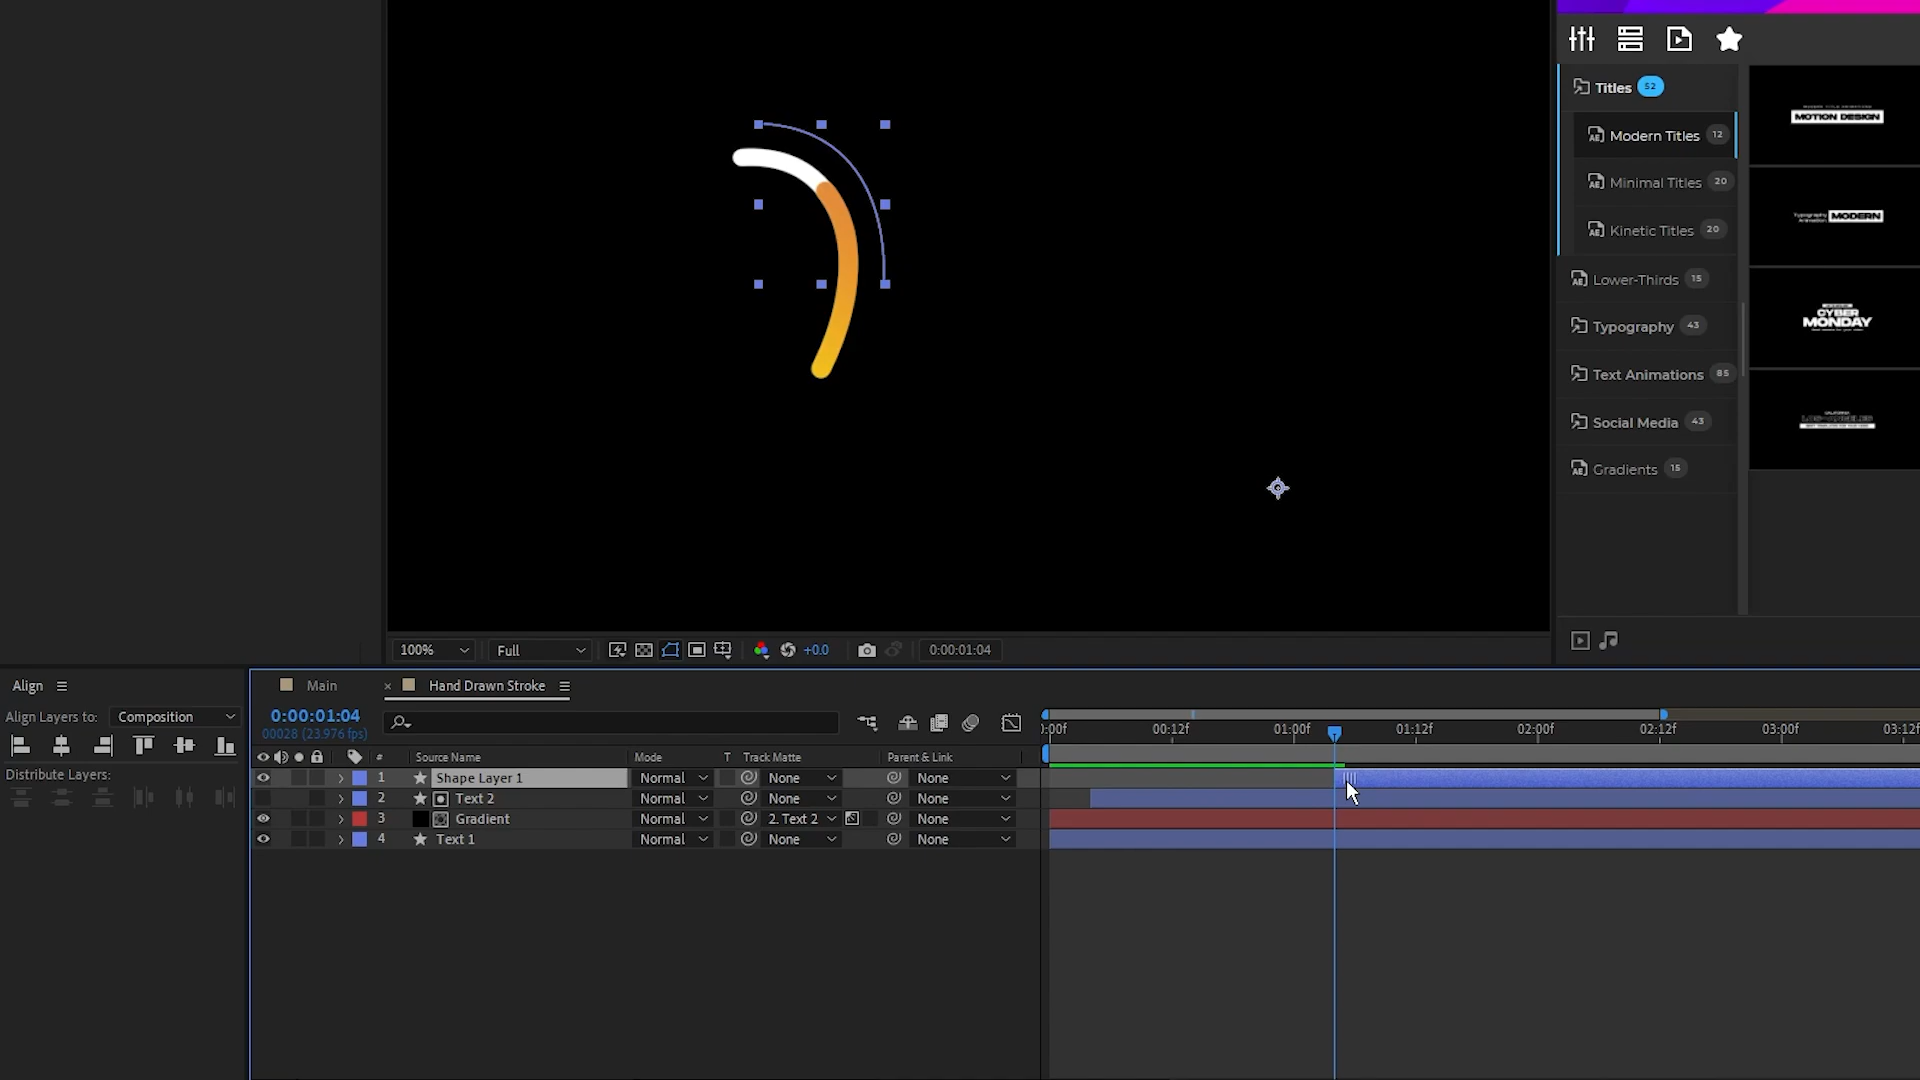 Titles 52
Modern Titles 12
Minimal Titles 20
Kinetic Titles 20
Lower-Thirds 15
Typography 43
Text Animations 85
Social Media 43
Gradients 15
MOTION DESIGN
MODERN
CYBER
MONDAY
100%
Full
+0.0
0:00:01:04
Align
Align Layers to:
Composition
Distribute Layers:
Main
× Hand Drawn Stroke
0:00:01:04
00028 (23.976 fps)
:00f 00:12f 01:00f 01:12f 02:00f 02:12f 03:00f 03:12
# Source Name Mode T Track Matte Parent & Link
1 Shape Layer 1 Normal None None
2 Text 2 Normal None None
3 Gradient Normal 2. Text 2 None
4 Text 1 Normal None None